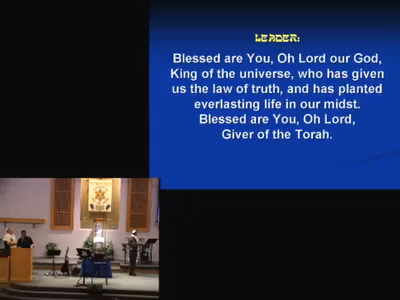 LEADER:
Blessed are You, Oh Lord our God,
King of the universe, who has given
us the law of truth, and has planted
everlasting life in our midst.
Blessed are You, Oh Lord,
Giver of the Torah.